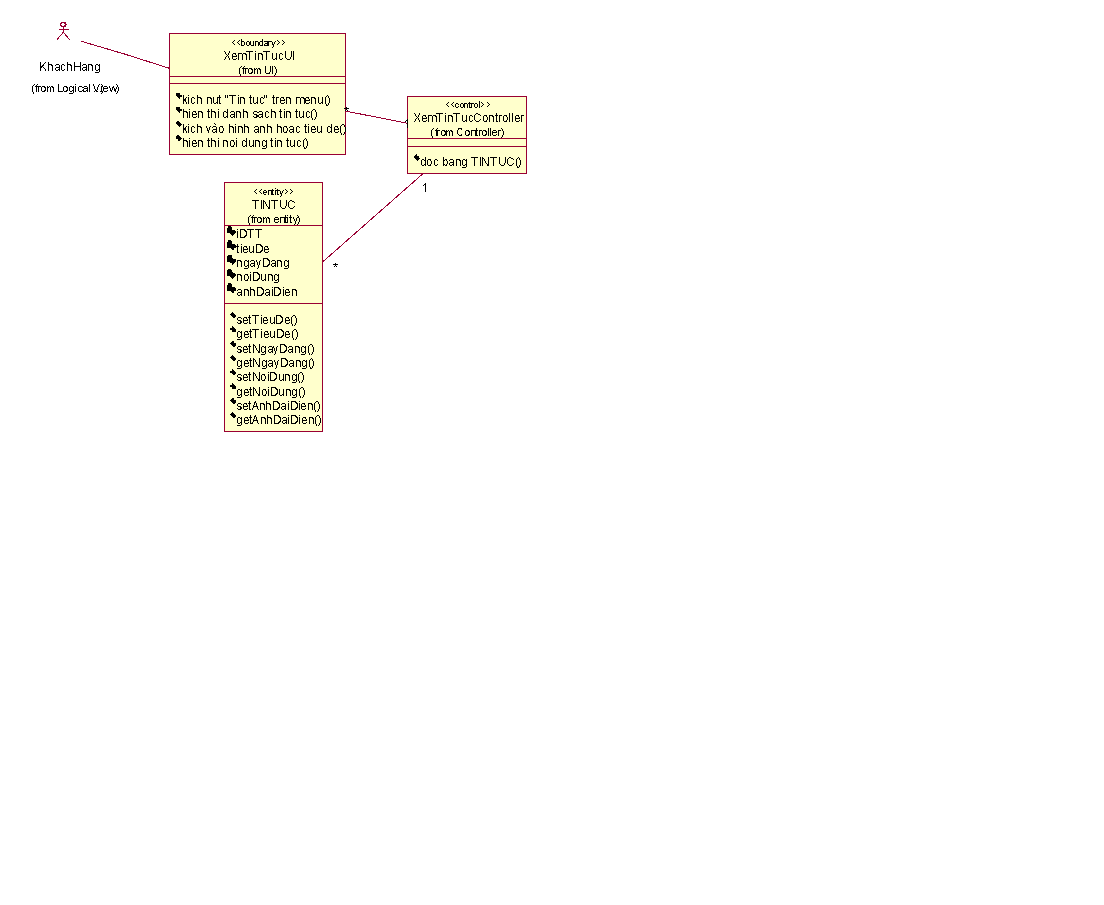 KhachHang
(from Logical View)
<<boundary>>
XemTinTucUI
(from UI)
kich nut "Tin tuc" tren menu()
hien thi danh sach tin tuc()
kich vào hinh anh hoac tieu de()
hien thi noi dung tin tuc()
*
<<control>>
XemTinTucController
(from Controller)
doc bang TINTUC()
1
*
<<entity>>
TINTUC
(from entity)
iDTT
tieuDe
ngayDang
noiDung
anhDaiDien
setTieuDe()
getTieuDe()
setNgayDang()
getNgayDang()
setNoiDung()
getNoiDung()
setAnhDaiDien()
getAnhDaiDien()